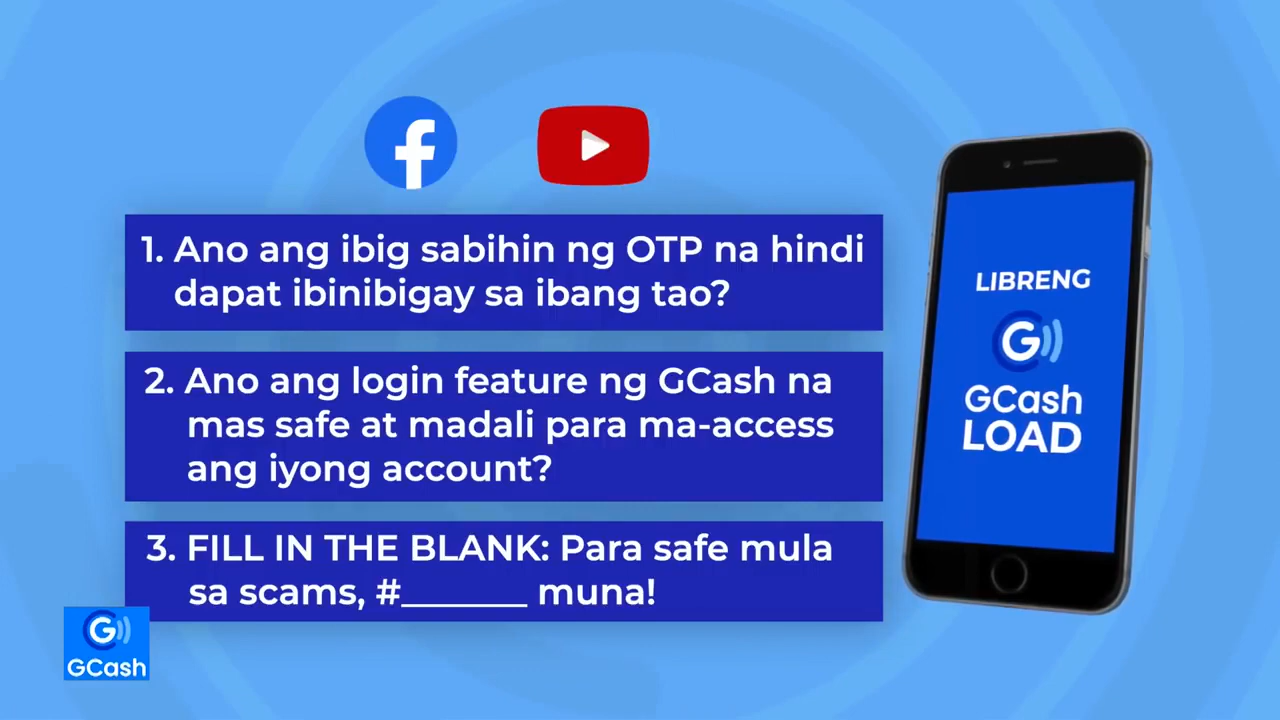 1. Ano ang ibig sabihin ng OTP na hindi
dapat ibinibigay sa ibang tao?
2. Ano ang login feature ng GCash na
mas safe at madali para ma-access
ang iyong account?
3. FILL IN THE BLANK: Para safe mula
sa scams, #_______ muna!
LIBRENG
G
GCash
LOAD
G
GCash